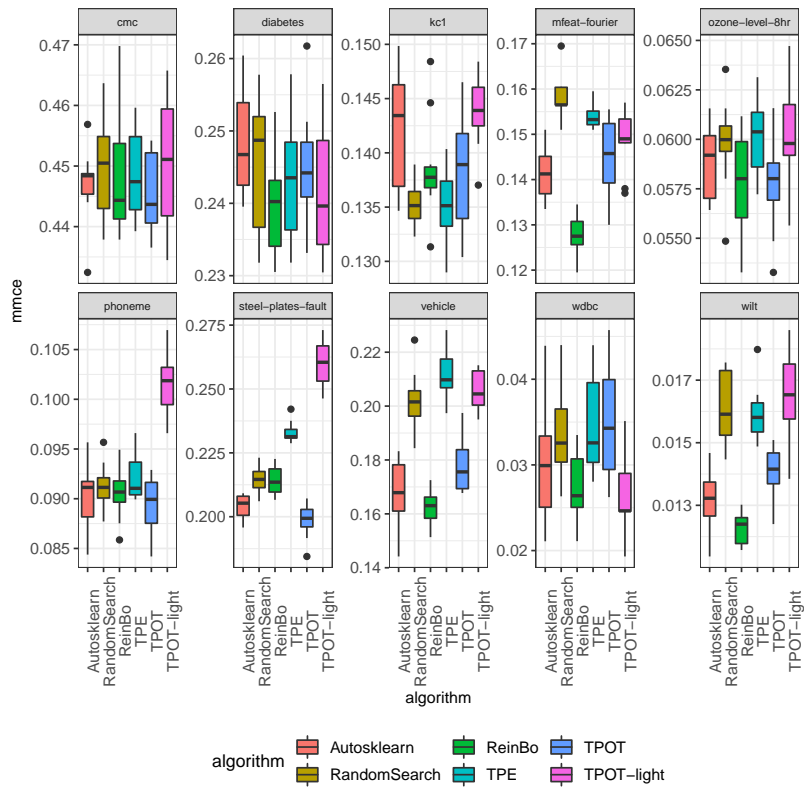 cmc
diabetes
kc1
mfeat−fourier
ozone−level−8hr
0.47
0.46
0.45
0.44
0.26
0.25
0.24
0.23
0.150
0.145
0.140
0.135
0.130
0.17
0.16
0.15
0.14
0.13
0.12
0.0650
0.0625
0.0600
0.0575
0.0550
mmce
phoneme
steel−plates−fault
vehicle
wdbc
wilt
0.105
0.100
0.095
0.090
0.085
0.275
0.250
0.225
0.200
0.22
0.20
0.18
0.16
0.14
0.04
0.03
0.02
0.017
0.015
0.013
Autosklearn
RandomSearch
ReinBo
TPE
TPOT
TPOT−light
Autosklearn
RandomSearch
ReinBo
TPE
TPOT
TPOT−light
Autosklearn
RandomSearch
ReinBo
TPE
TPOT
TPOT−light
Autosklearn
RandomSearch
ReinBo
TPE
TPOT
TPOT−light
Autosklearn
RandomSearch
ReinBo
TPE
TPOT
TPOT−light
algorithm
algorithm
Autosklearn
RandomSearch
ReinBo
TPE
TPOT
TPOT−light